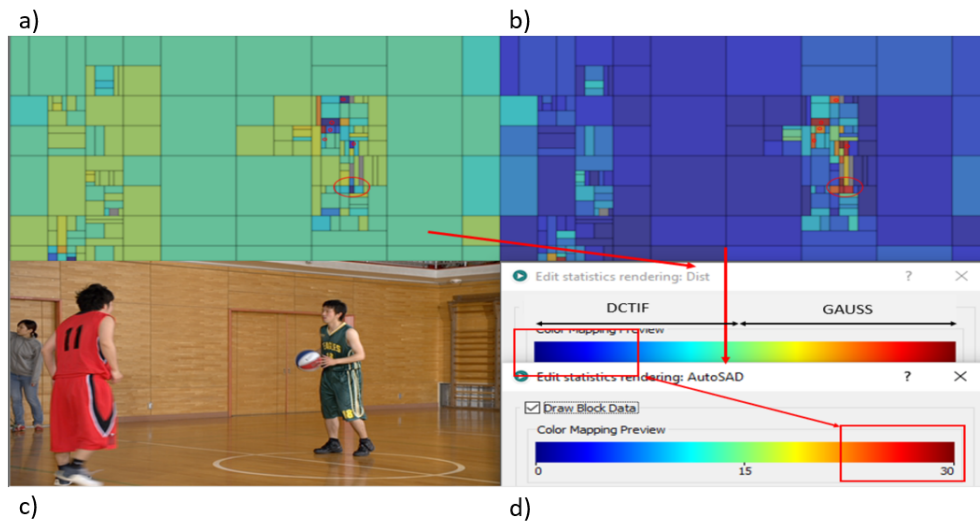 a)
b)
Edit statistics rendering: Dist ? ✕
DCTIF GAUSS
Color Mapping Preview
Edit statistics rendering: AutoSAD ? ✕
Draw Block Data
Color Mapping Preview
0 15 30
11
c)
d)